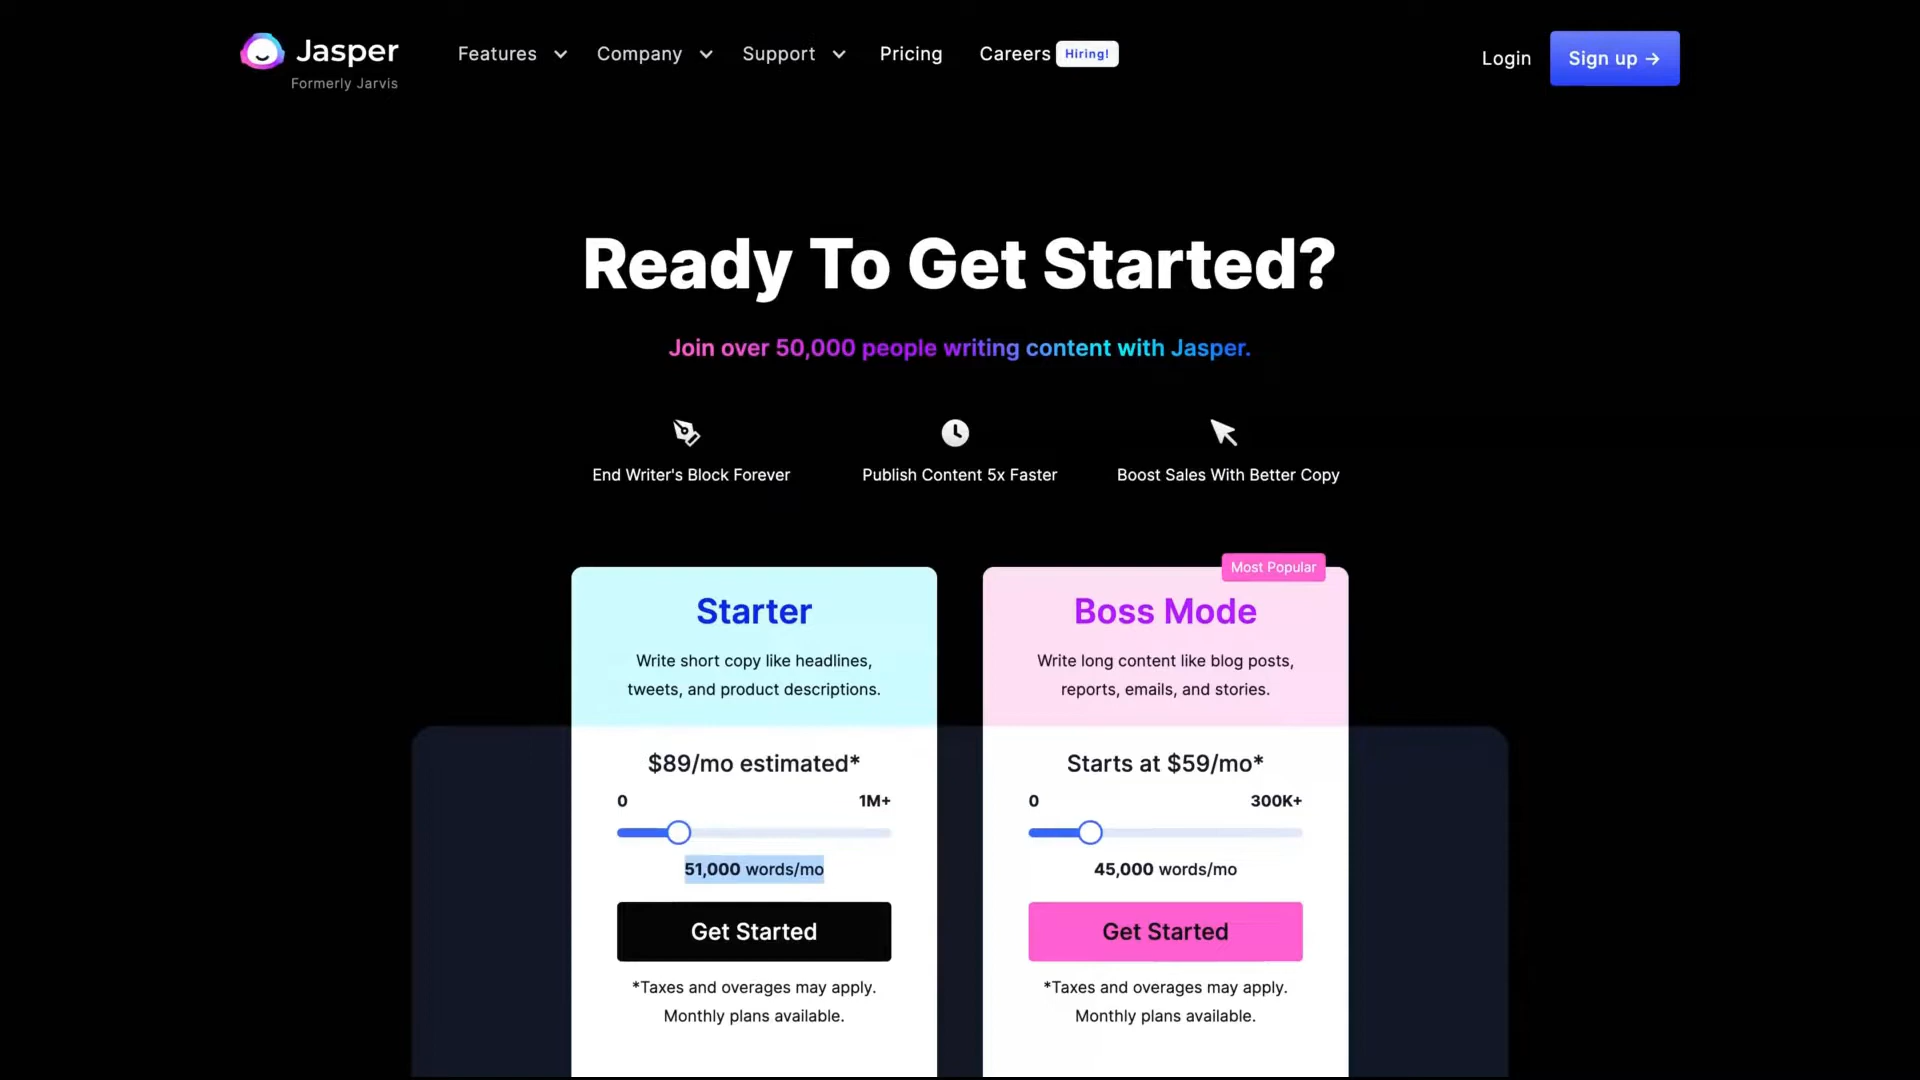 Jasper
Formerly Jarvis
Features
Company
Support
Pricing
Careers
Hiring!
Login
Sign up →
Ready To Get Started?
Join over 50,000 people writing content with Jasper.
End Writer's Block Forever
Publish Content 5x Faster
Boost Sales With Better Copy
Starter
Write short copy like headlines,
tweets, and product descriptions.
$89/mo estimated*
0
1M+
51,000 words/mo
Get Started
*Taxes and overages may apply.
Monthly plans available.
Most Popular
Boss Mode
Write long content like blog posts,
reports, emails, and stories.
Starts at $59/mo*
0
300K+
45,000 words/mo
Get Started
*Taxes and overages may apply.
Monthly plans available.